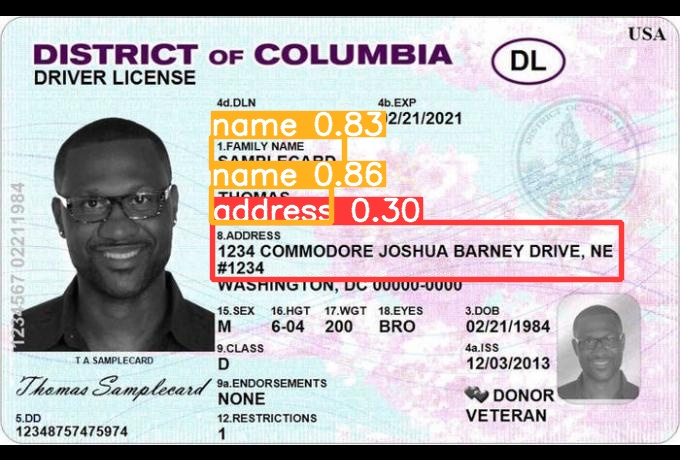 USA
DISTRICT OF COLUMBIA
DL
DRIVER LICENSE
4d.DLN
4b.EXP
name 0.83
2/21/2021
1.FAMILY NAME
SAMPLECARD
name 0.86
THOMAS
address 0.30
8.ADDRESS
1234 COMMODORE JOSHUA BARNEY DRIVE, NE
#1234
WASHINGTON, DC 00000-0000
15.SEX 16.HGT 17.WGT 18.EYES 3.DOB
M 6-04 200 BRO 02/21/1984
9.CLASS 4a.ISS
D 12/03/2013
T A SAMPLECARD
Thomas Samplecard
9a.ENDORSEMENTS
NONE
DONOR
VETERAN
5.DD
12348757475974
12.RESTRICTIONS
1
1234567 02211984
DISTRICT OF COLUMBIA